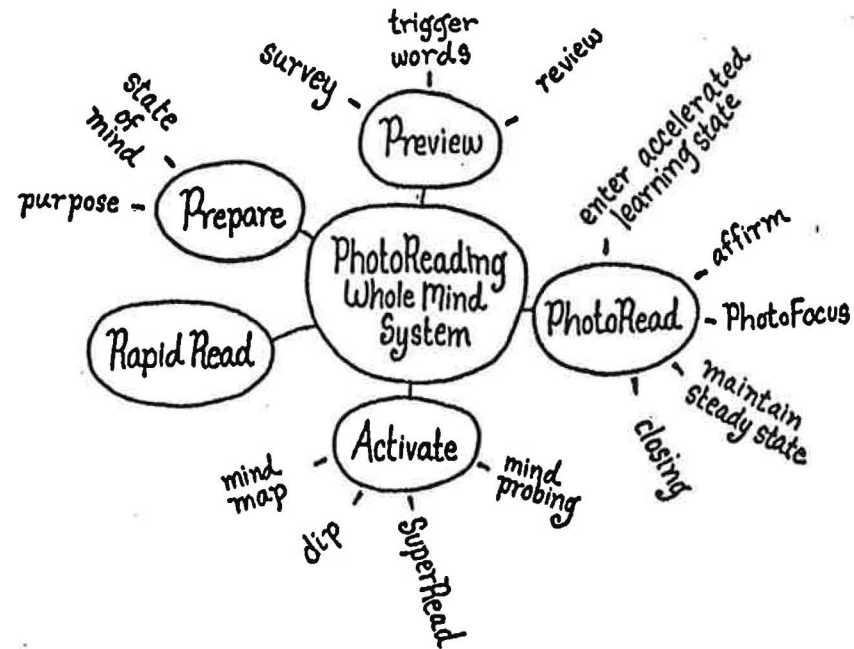 PhotoReading
Whole Mind
System
Prepare
purpose
state
of
mind
Preview
survey
trigger
words
review
PhotoRead
enter accelerated
learning state
affirm
PhotoFocus
maintain
steady state
closing
Activate
mind
probing
SuperRead
dip
mind
map
Rapid Read